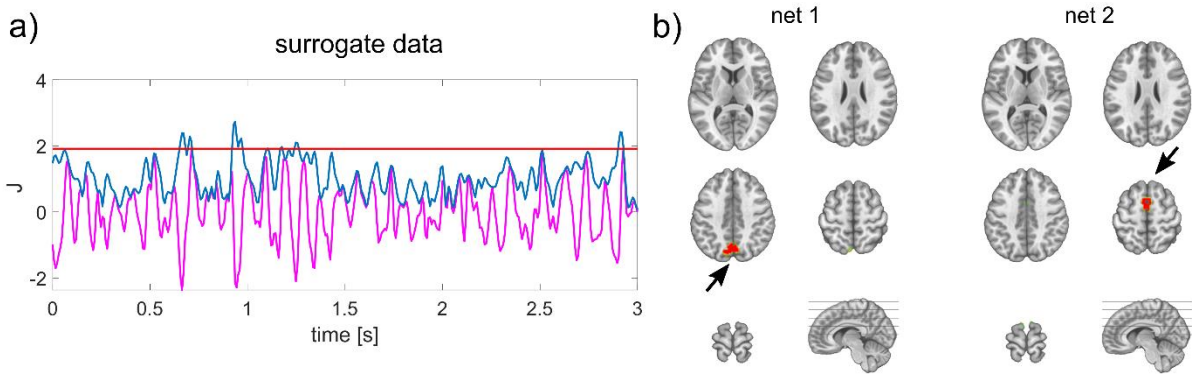 a)
surrogate data
J
4
2
0
-2
0 0.5 1 1.5 2 2.5 3
time [s]
b)
net 1 net 2